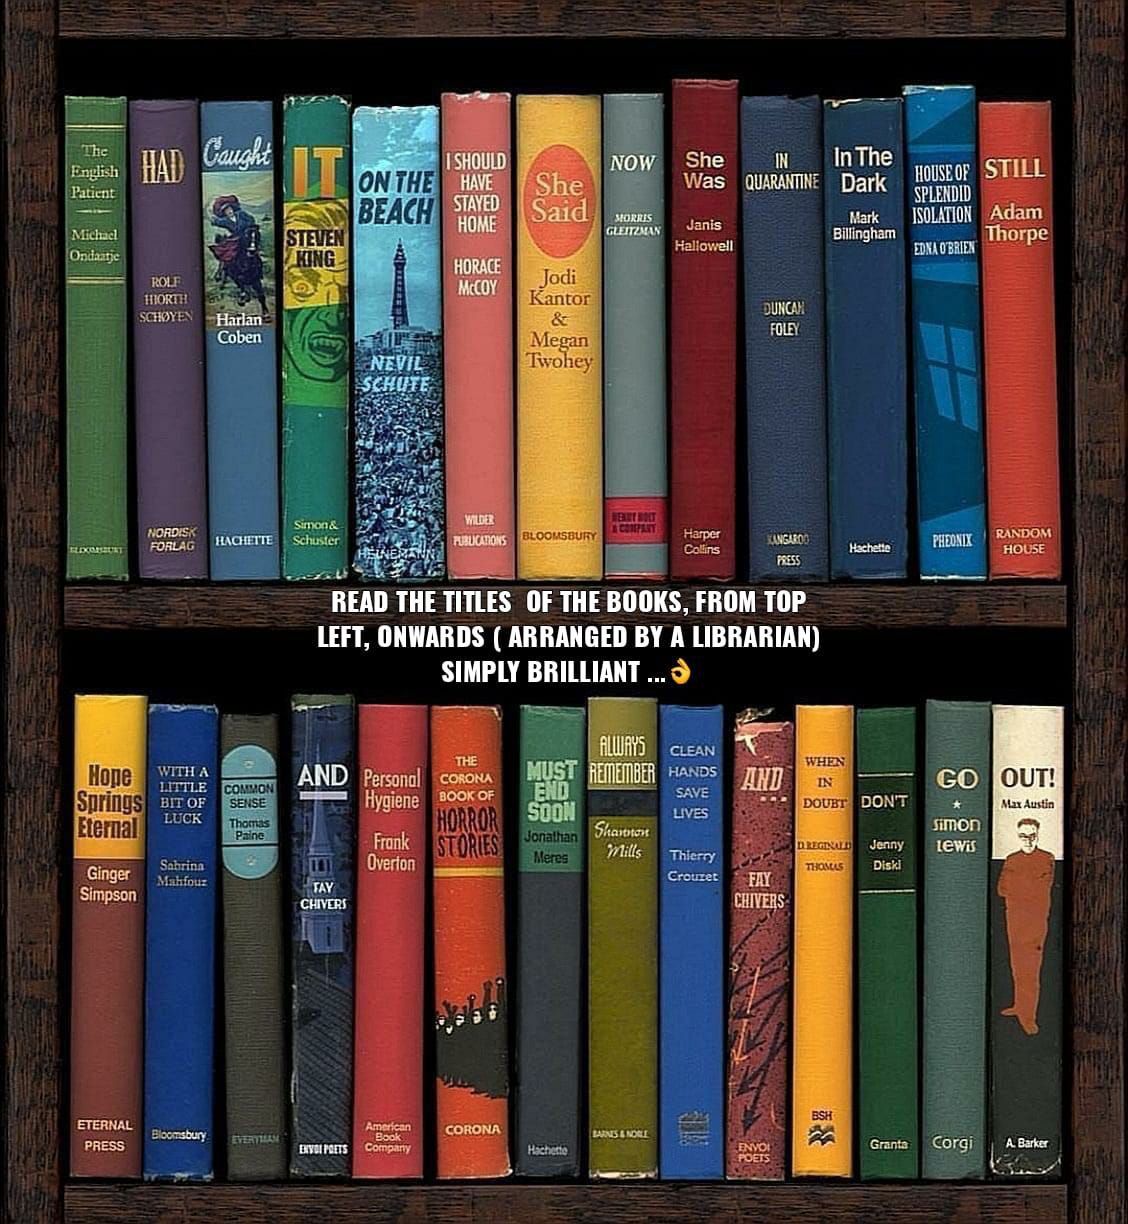 The
English
Patient
Michael
Ondaatje
BLOOMSBURY
HAD
ROLF
HIORTH
SCHØYEN
NORDISK
FORLAG
Caught
Harlan
Coben
HACHETTE
IT
STEVEN
KING
Simon &
Schuster
ON THE
BEACH
NEVIL
SCHUTE
HEINEMANN
I SHOULD
HAVE
STAYED
HOME
HORACE
McCOY
WILDER
PUBLICATIONS
She
Said
Jodi
Kantor
&
Megan
Twohey
BLOOMSBURY
NOW
MORRIS
GLEITZMAN
HENRY HOLT
& COMPANY
She
Was
Janis
Hallowell
Harper
Collins
IN
QUARANTINE
DUNCAN
FOLEY
KANGAROO
PRESS
In The
Dark
Mark
Billingham
Hachette
HOUSE OF
SPLENDID
ISOLATION
EDNA O'BRIEN
PHEONIX
STILL
Adam
Thorpe
RANDOM
HOUSE
READ THE TITLES OF THE BOOKS, FROM TOP
LEFT, ONWARDS ( ARRANGED BY A LIBRARIAN)
SIMPLY BRILLIANT ...👌
Hope
Springs
Eternal
Ginger
Simpson
ETERNAL
PRESS
WITH A
LITTLE
BIT OF
LUCK
Sabrina
Mahfouz
Bloomsbury
COMMON
SENSE
Thomas
Paine
EVERYMAN
AND
FAY
CHIVERS
ENVOI POETS
Personal
Hygiene
Frank
Overton
American
Book
Company
THE
CORONA
BOOK OF
HORROR
STORIES
CORONA
MUST
END
SOON
Jonathan
Meres
Hachette
ALWAYS
REMEMBER
Shannon
Mills
BARNES & NOBLE
CLEAN
HANDS
SAVE
LIVES
Thierry
Crouzet
AND
...
FAY
CHIVERS
ENVOI
POETS
WHEN
IN
DOUBT
D.REGINALD
THOMAS
BSH
DON'T
Jenny
Diski
Granta
GO
*
simon
Lewis
Corgi
OUT!
Max Austin
A. Barker